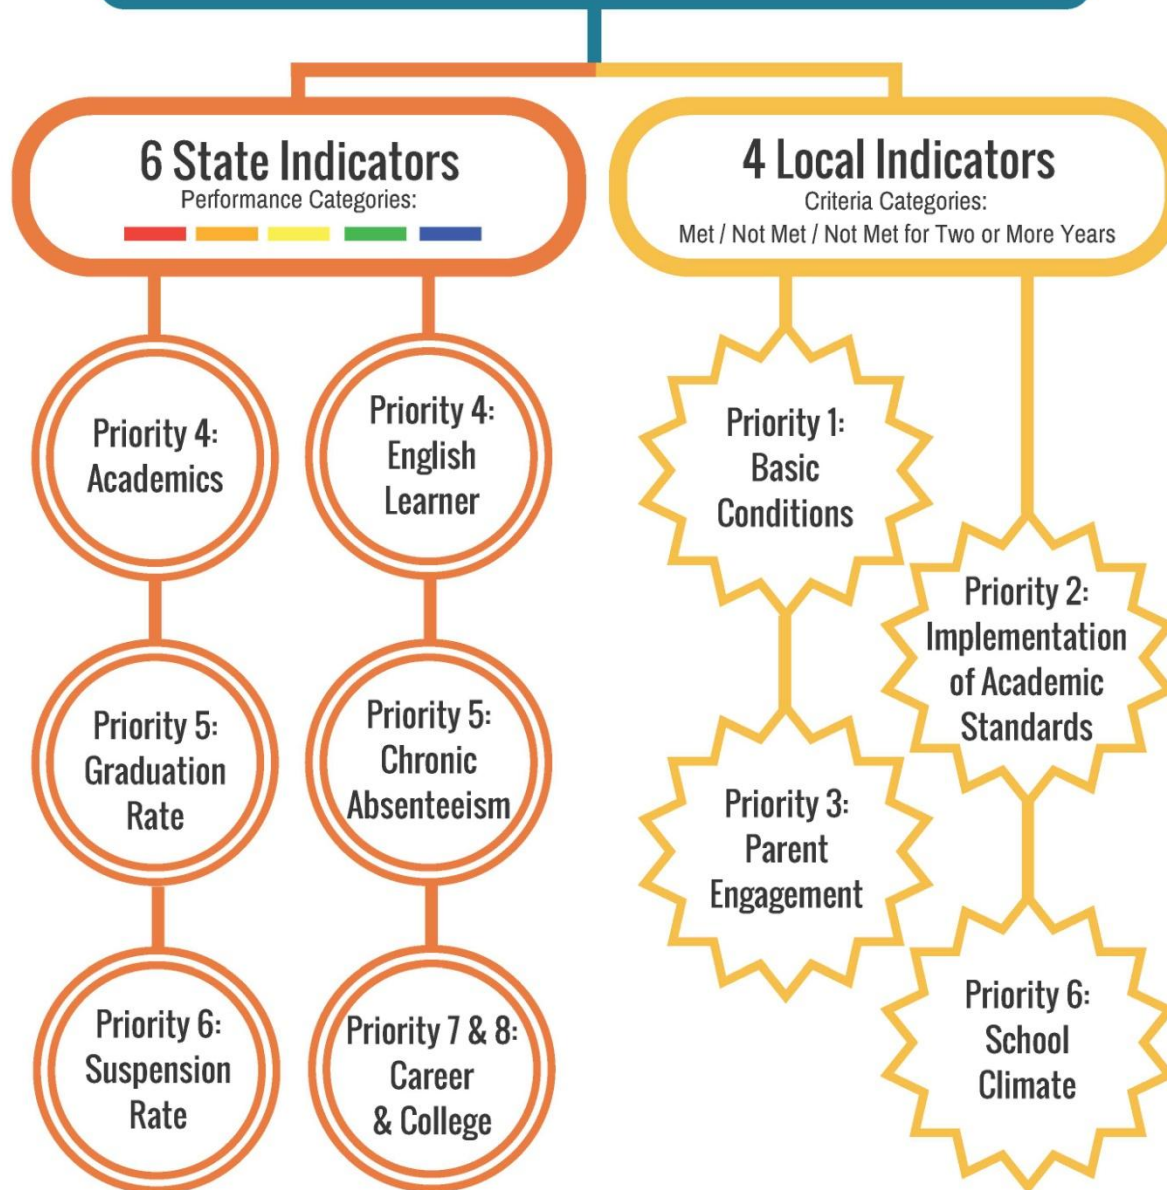 6 State Indicators
Performance Categories:
4 Local Indicators
Criteria Categories:
Met / Not Met / Not Met for Two or More Years
Priority 4:
Academics
Priority 4:
English
Learner
Priority 5:
Graduation
Rate
Priority 5:
Chronic
Absenteeism
Priority 6:
Suspension
Rate
Priority 7 & 8:
Career
& College
Priority 1:
Basic
Conditions
Priority 2:
Implementation
of Academic
Standards
Priority 3:
Parent
Engagement
Priority 6:
School
Climate